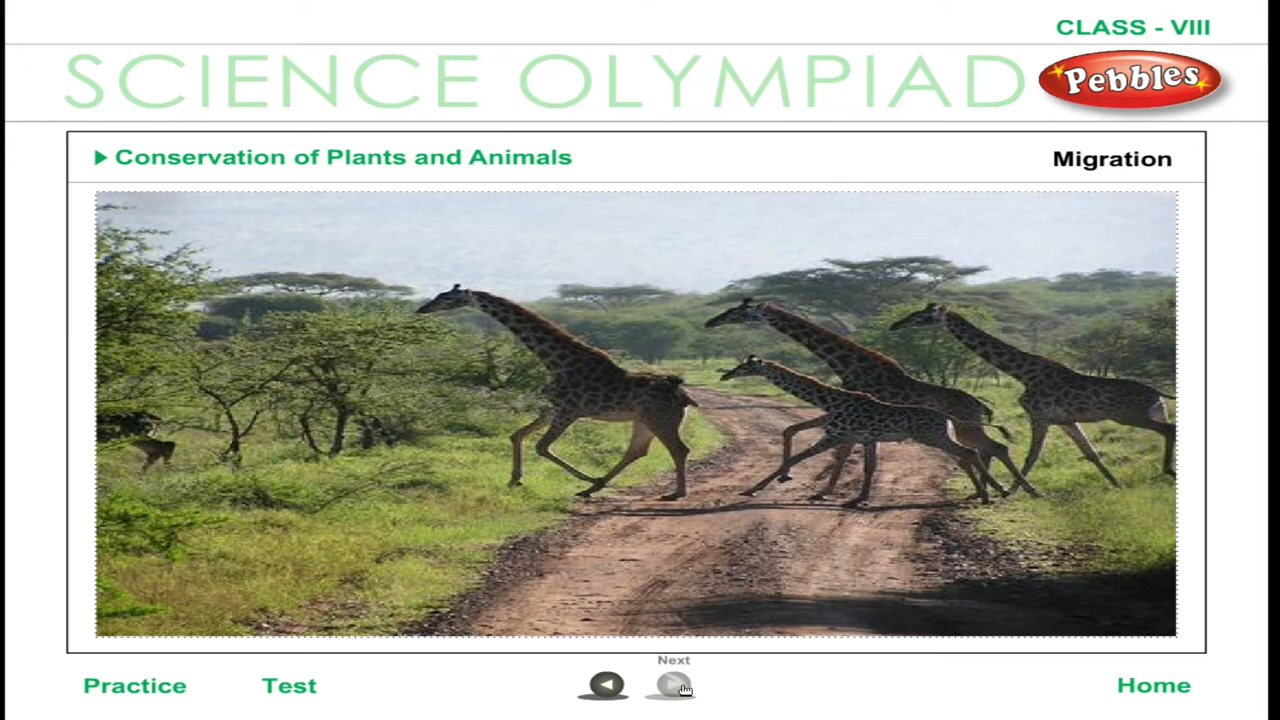 CLASS - VIII
SCIENCE OLYMPIAD
Pebbles
Conservation of Plants and Animals
Migration
Next
Practice
Test
Home